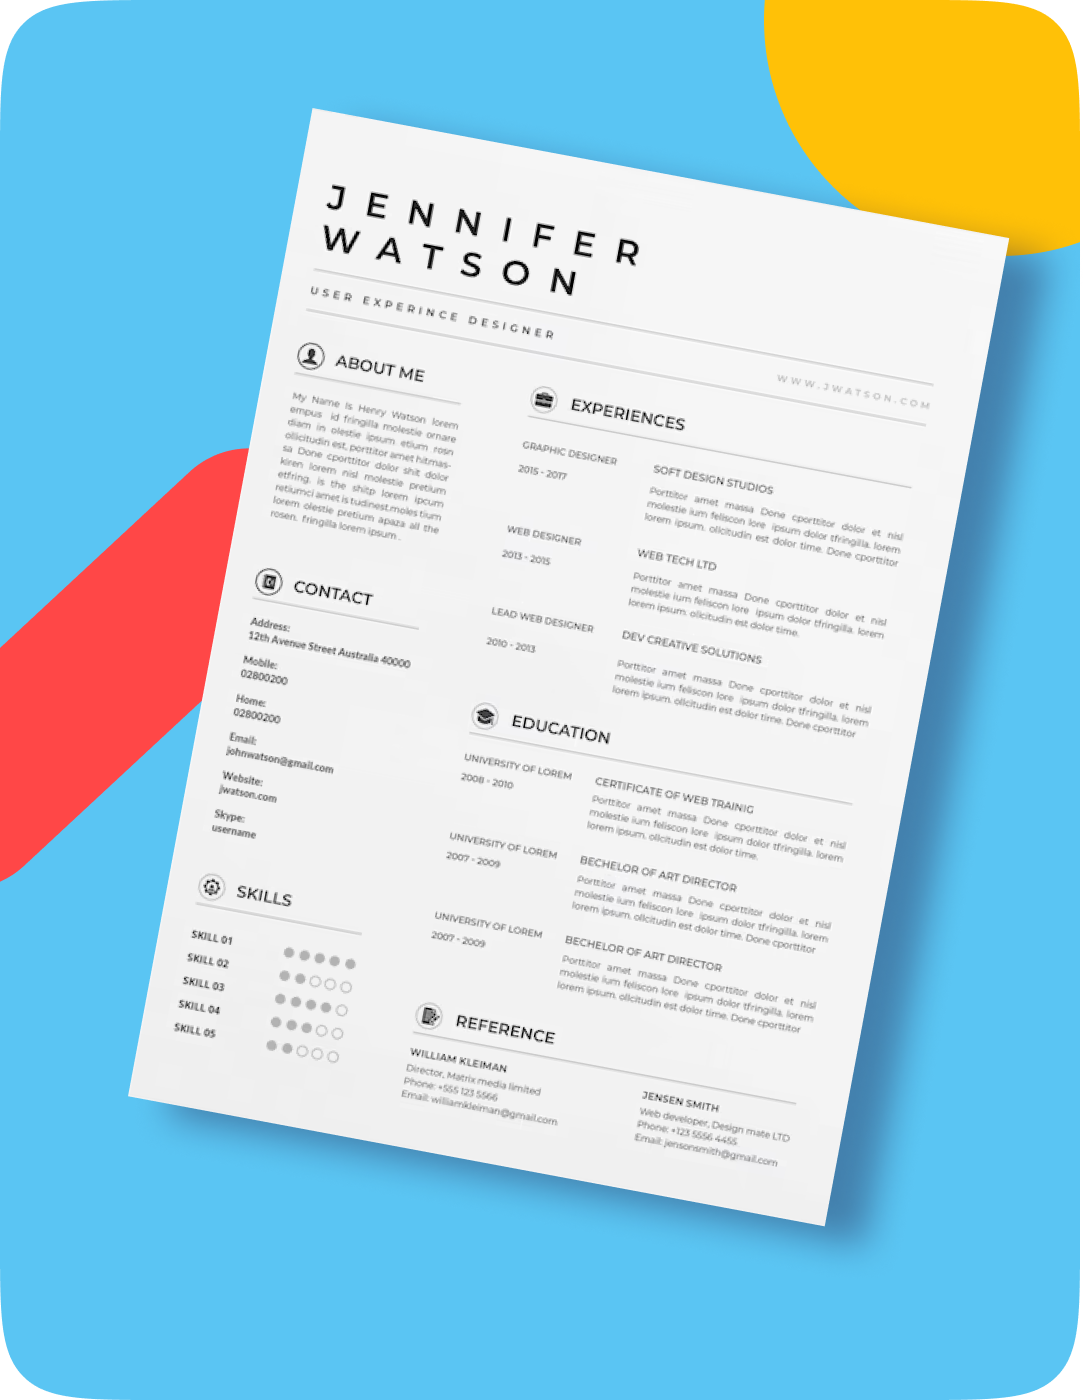 JENNIFER
WATSON
USER EXPERINCE DESIGNER
WWW.JWATSON.COM
ABOUT ME
My Name Is Henry Watson lorem
empus id fringilla molestie ornare
diam in olestie ipsum etium rosn
ollicitudin est, porttitor amet hitmas-
sa Done cporttitor dolor shit dolor
kiren lorem nisl molestie pretium
etfring. is the shitp lorem ipcum
retiumci amet is tudinest.moles tium
lorem olestie pretium apaza all the
rosen. fringilla lorem ipsum .
CONTACT
Address:
12th Avenue Street Australia 40000
Mobile:
02800200
Home:
02800200
Email:
johnwatson@gmail.com
Website:
jwatson.com
Skype:
username
SKILLS
SKILL 01
SKILL 02
SKILL 03
SKILL 04
SKILL 05
EXPERIENCES
GRAPHIC DESIGNER
2015 - 2017
SOFT DESIGN STUDIOS
Porttitor amet massa Done cporttitor dolor et nisl
molestie ium feliscon lore ipsum dolor tfringilla. lorem
lorem ipsum. ollcitudin est dolor time. Done cporttitor
WEB DESIGNER
2013 - 2015
WEB TECH LTD
Porttitor amet massa Done cporttitor dolor et nisl
molestie ium feliscon lore ipsum dolor tfringilla. lorem
lorem ipsum. ollcitudin est dolor time.
LEAD WEB DESIGNER
2010 - 2013
DEV CREATIVE SOLUTIONS
Porttitor amet massa Done cporttitor dolor et nisl
molestie ium feliscon lore ipsum dolor tfringilla. lorem
lorem ipsum. ollcitudin est dolor time. Done cporttitor
EDUCATION
UNIVERSITY OF LOREM
2008 - 2010
CERTIFICATE OF WEB TRAINIG
Porttitor amet massa Done cporttitor dolor et nisl
molestie ium feliscon lore ipsum dolor tfringilla. lorem
lorem ipsum. ollcitudin est dolor time.
UNIVERSITY OF LOREM
2007 - 2009
BECHELOR OF ART DIRECTOR
Porttitor amet massa Done cporttitor dolor et nisl
molestie ium feliscon lore ipsum dolor tfringilla. lorem
lorem ipsum. ollcitudin est dolor time. Done cporttitor
UNIVERSITY OF LOREM
2007 - 2009
BECHELOR OF ART DIRECTOR
Porttitor amet massa Done cporttitor dolor et nisl
molestie ium feliscon lore ipsum dolor tfringilla. lorem
lorem ipsum. ollcitudin est dolor time. Done cporttitor
REFERENCE
WILLIAM KLEIMAN
Director, Matrix media limited
Phone: +555 123 5566
Email: williamkleiman@gmail.com
JENSEN SMITH
Web developer, Design mate LTD
Phone: +123 5556 4455
Email: jensonsmith@gmail.com